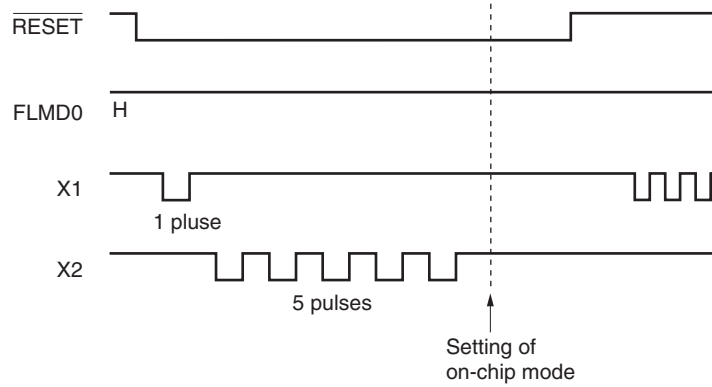 RESET
FLMD0
H
X1
1 pluse
X2
5 pulses
Setting of
on-chip mode